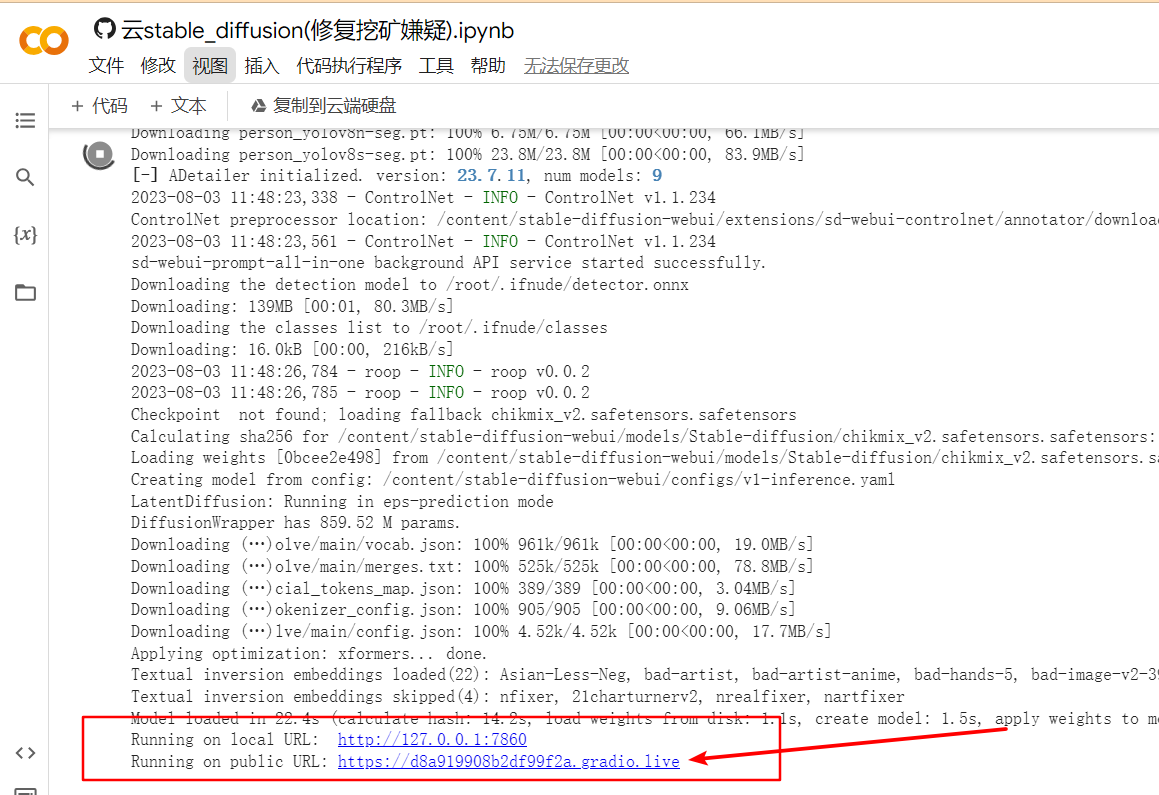 云stable_diffusion(修复挖矿嫌疑).ipynb
文件 修改 视图 插入 代码执行程序 工具 帮助 无法保存更改
+ 代码 + 文本 复制到云端硬盘
Downloading person_yolov8n-seg.pt: 100% 6.75M/6.75M [00:00<00:00, 66.1MB/s]
Downloading person_yolov8s-seg.pt: 100% 23.8M/23.8M [00:00<00:00, 83.9MB/s]
[-] ADetailer initialized. version: 23.7.11, num models: 9
2023-08-03 11:48:23,338 - ControlNet - INFO - ControlNet v1.1.234
ControlNet preprocessor location: /content/stable-diffusion-webui/extensions/sd-webui-controlnet/annotator/downloa
2023-08-03 11:48:23,561 - ControlNet - INFO - ControlNet v1.1.234
sd-webui-prompt-all-in-one background API service started successfully.
Downloading the detection model to /root/.ifnude/detector.onnx
Downloading: 139MB [00:01, 80.3MB/s]
Downloading the classes list to /root/.ifnude/classes
Downloading: 16.0kB [00:00, 216kB/s]
2023-08-03 11:48:26,784 - roop - INFO - roop v0.0.2
2023-08-03 11:48:26,785 - roop - INFO - roop v0.0.2
Checkpoint  not found; loading fallback chikmix_v2.safetensors.safetensors
Calculating sha256 for /content/stable-diffusion-webui/models/Stable-diffusion/chikmix_v2.safetensors.safetensors:
Loading weights [0bcee2e498] from /content/stable-diffusion-webui/models/Stable-diffusion/chikmix_v2.safetensors.sa
Creating model from config: /content/stable-diffusion-webui/configs/v1-inference.yaml
LatentDiffusion: Running in eps-prediction mode
DiffusionWrapper has 859.52 M params.
Downloading (…)olve/main/vocab.json: 100% 961k/961k [00:00<00:00, 19.0MB/s]
Downloading (…)olve/main/merges.txt: 100% 525k/525k [00:00<00:00, 78.8MB/s]
Downloading (…)cial_tokens_map.json: 100% 389/389 [00:00<00:00, 3.04MB/s]
Downloading (…)okenizer_config.json: 100% 905/905 [00:00<00:00, 9.06MB/s]
Downloading (…)lve/main/config.json: 100% 4.52k/4.52k [00:00<00:00, 17.7MB/s]
Applying optimization: xformers... done.
Textual inversion embeddings loaded(22): Asian-Less-Neg, bad-artist, bad-artist-anime, bad-hands-5, bad-image-v2-39
Textual inversion embeddings skipped(4): nfixer, 21charturnerv2, nrealfixer, nartfixer
Model loaded in 22.4s (calculate hash: 14.2s, load weights from disk: 1.1s, create model: 1.5s, apply weights to mo
Running on local URL:  http://127.0.0.1:7860
Running on public URL: https://d8a919908b2df99f2a.gradio.live